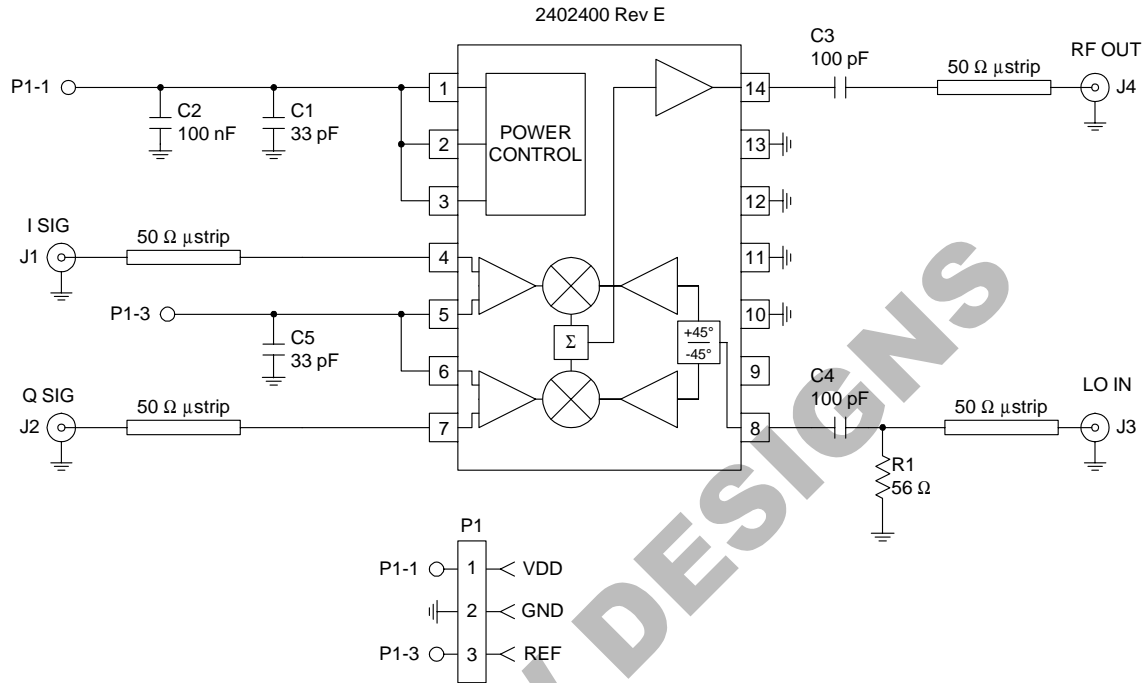 2402400 Rev E
P1-1
C2
100 nF
C1
33 pF
1
2
3
POWER
CONTROL
14
13
12
11
10
9
8
C3
100 pF
50 Ω µstrip
RF OUT
J4
I SIG
J1
50 Ω µstrip
4
P1-3
C5
33 pF
5
6
Q SIG
J2
50 Ω µstrip
7
Σ
+45°
-45°
C4
100 pF
R1
56 Ω
50 Ω µstrip
LO IN
J3
P1
P1-1
1
VDD
2
GND
P1-3
3
REF
DESIGNS